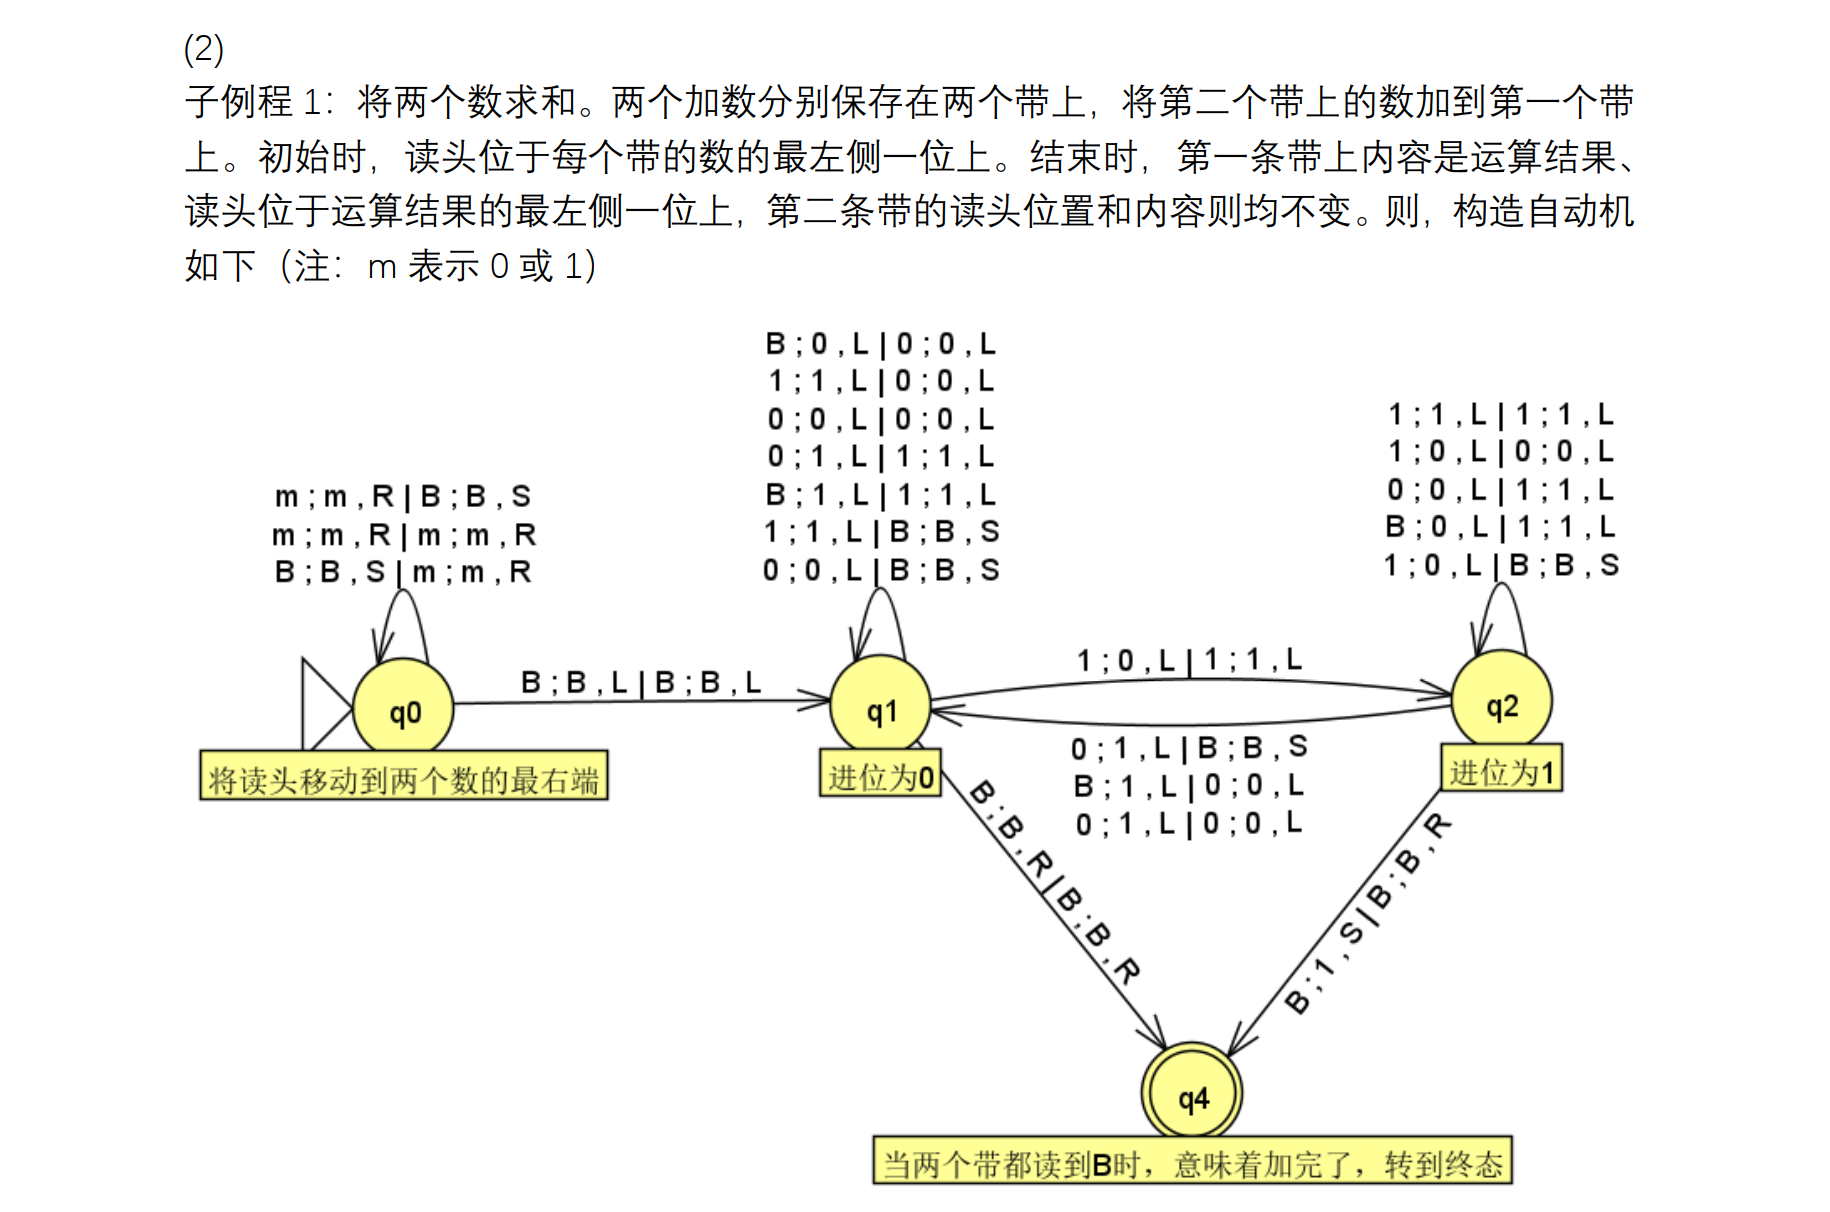 (2)
子例程 1：将两个数求和。两个加数分别保存在两个带上，将第二个带上的数加到第一个带
上。初始时，读头位于每个带的数的最左侧一位上。结束时，第一条带上内容是运算结果、
读头位于运算结果的最左侧一位上，第二条带的读头位置和内容则均不变。则，构造自动机
如下（注：m 表示 0 或 1）
B ; 0 , L | 0 ; 0 , L
1 ; 1 , L | 0 ; 0 , L
0 ; 0 , L | 0 ; 0 , L
0 ; 1 , L | 1 ; 1 , L
B ; 1 , L | 1 ; 1 , L
1 ; 1 , L | B ; B , S
0 ; 0 , L | B ; B , S
1 ; 1 , L | 1 ; 1 , L
1 ; 0 , L | 0 ; 0 , L
0 ; 0 , L | 1 ; 1 , L
B ; 0 , L | 1 ; 1 , L
1 ; 0 , L | B ; B , S
m ; m , R | B ; B , S
m ; m , R | m ; m , R
B ; B , S | m ; m , R
q0
将读头移动到两个数的最右端
B ; B , L | B ; B , L
q1
进位为0
1 ; 0 , L | 1 ; 1 , L
0 ; 1 , L | B ; B , S
B ; 1 , L | 0 ; 0 , L
0 ; 1 , L | 0 ; 0 , L
q2
进位为1
B ; B , R | B ; B , R
B ; 1 , S | B ; B , R
q4
当两个带都读到B时，意味着加完了，转到终态